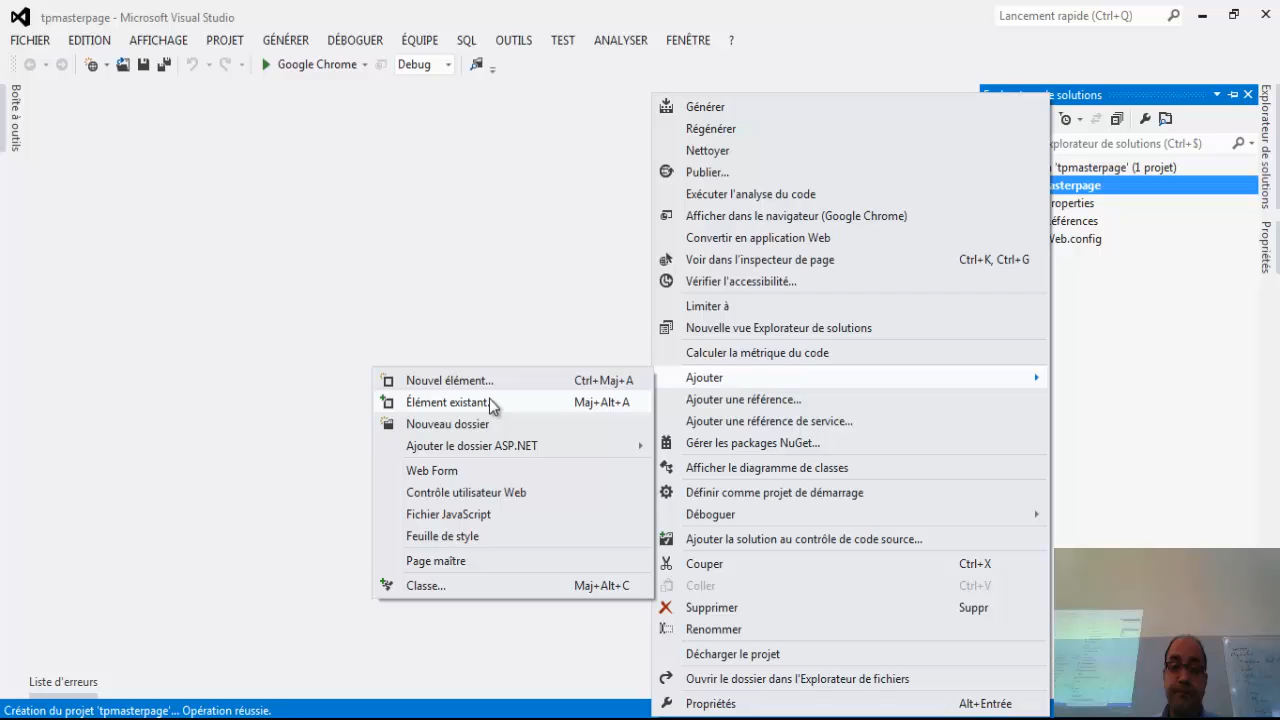 tpmasterpage - Microsoft Visual Studio
Lancement rapide (Ctrl+Q)
FICHIER EDITION AFFICHAGE PROJET GÉNÉRER DÉBOGUER ÉQUIPE SQL OUTILS TEST ANALYSER FENÊTRE ?
Google Chrome Debug
Boîte à outils
de solutions
xplorateur de solutions (Ctrl+$)
'tpmasterpage' (1 projet)
asterpage
roperties
éférences
Web.config
Explorateur de solutions
Propriétés
Générer
Régénérer
Nettoyer
Publier...
Exécuter l'analyse du code
Afficher dans le navigateur (Google Chrome)
Convertir en application Web
Voir dans l'inspecteur de page Ctrl+K, Ctrl+G
Vérifier l'accessibilité...
Limiter à
Nouvelle vue Explorateur de solutions
Calculer la métrique du code
Ajouter
Ajouter une référence...
Ajouter une référence de service...
Gérer les packages NuGet...
Afficher le diagramme de classes
Définir comme projet de démarrage
Déboguer
Ajouter la solution au contrôle de code source...
Couper Ctrl+X
Coller Ctrl+V
Supprimer Suppr
Renommer
Décharger le projet
Ouvrir le dossier dans l'Explorateur de fichiers
Propriétés Alt+Entrée
Nouvel élément... Ctrl+Maj+A
Élément existant. Maj+Alt+A
Nouveau dossier
Ajouter le dossier ASP.NET
Web Form
Contrôle utilisateur Web
Fichier JavaScript
Feuille de style
Page maître
Classe... Maj+Alt+C
Liste d'erreurs
Création du projet 'tpmasterpage'... Opération réussie.